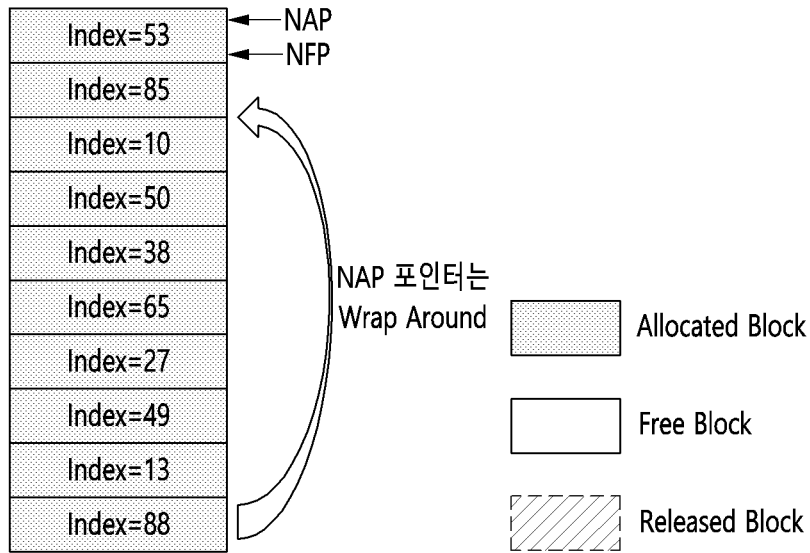 Index=53
NAP
NFP
Index=85
Index=10
Index=50
Index=38
Index=65
Index=27
Index=49
Index=13
Index=88
NAP 포인터는
Wrap Around
Allocated Block
Free Block
Released Block